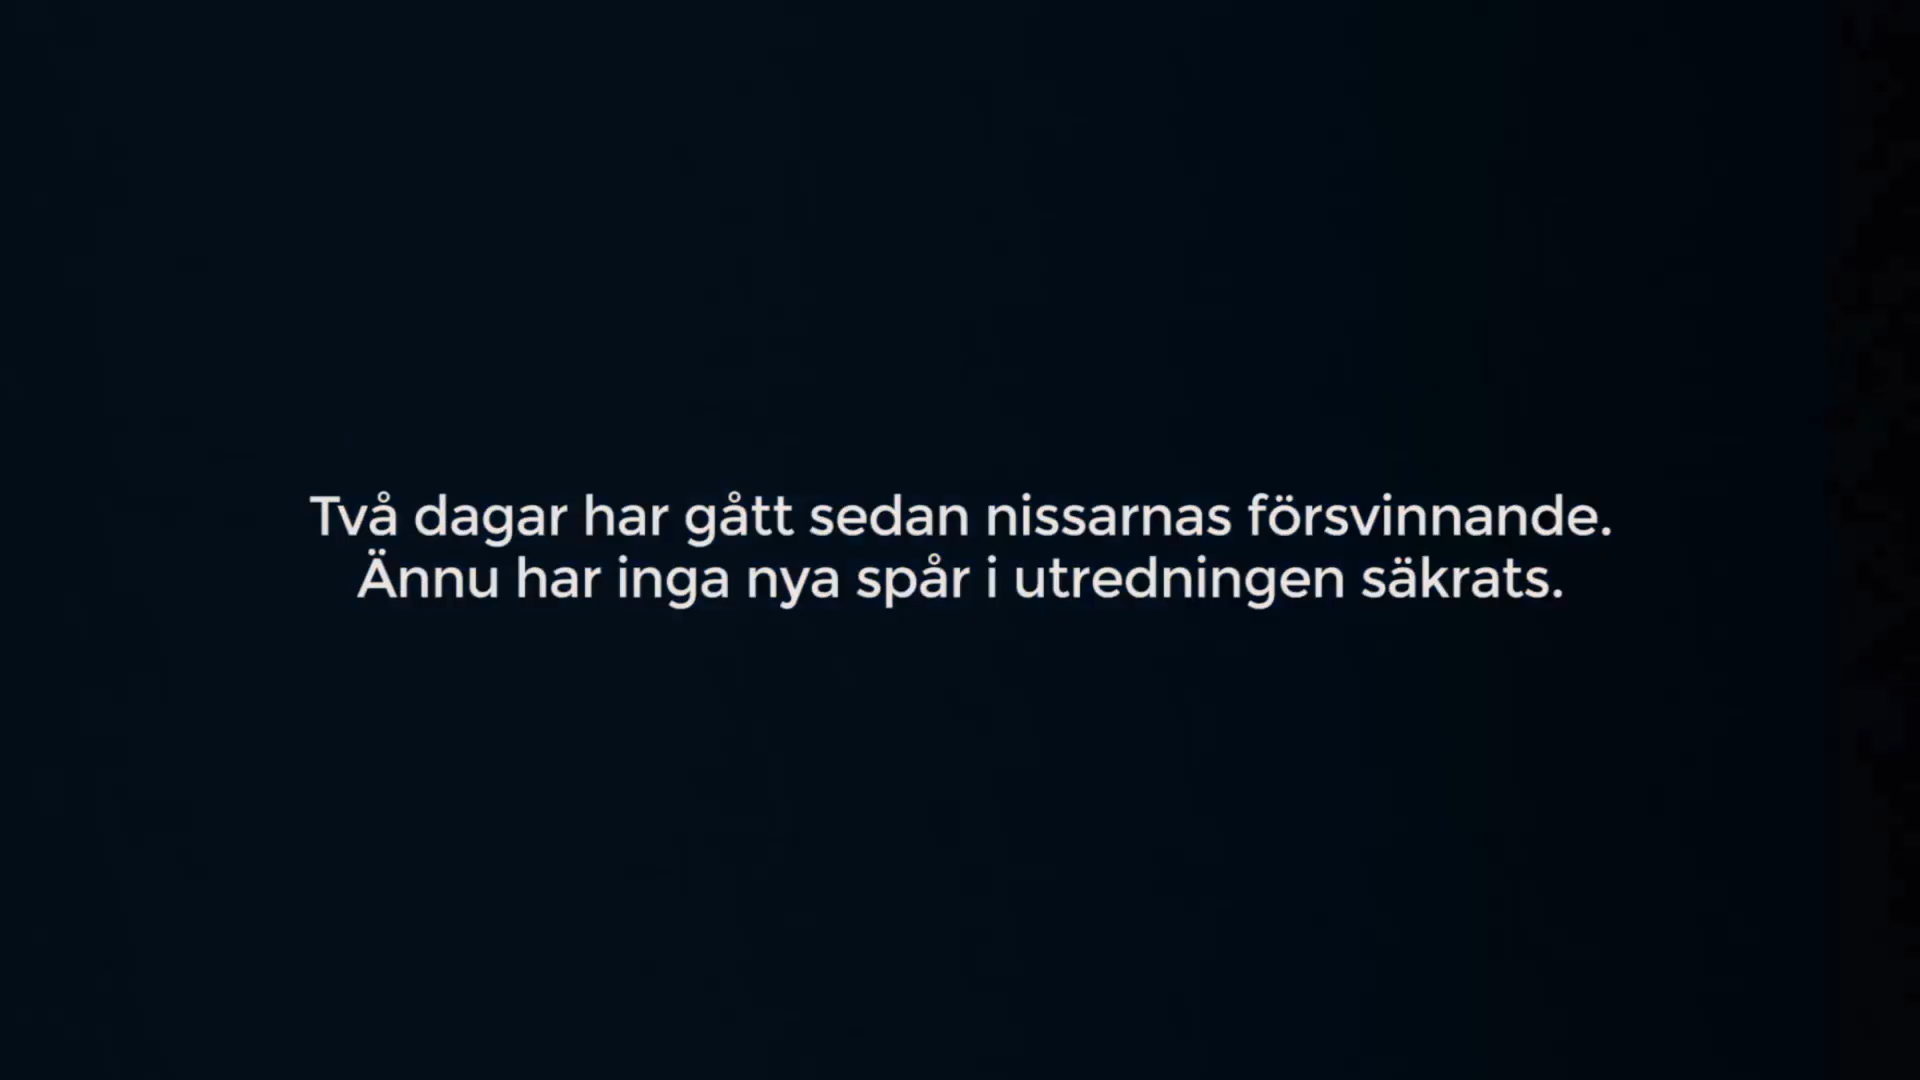 Två dagar har gått sedan nissarnas försvinnande.
Ännu har inga nya spår i utredningen säkrats.